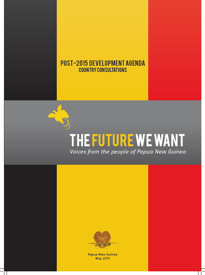 POST-2015 DEVELOPMENT AGENDA
COUNTRY CONSULTATIONS
THE FUTURE WE WANT
Voices from the people of Papua New Guinea
Papua New Guinea
May 2013